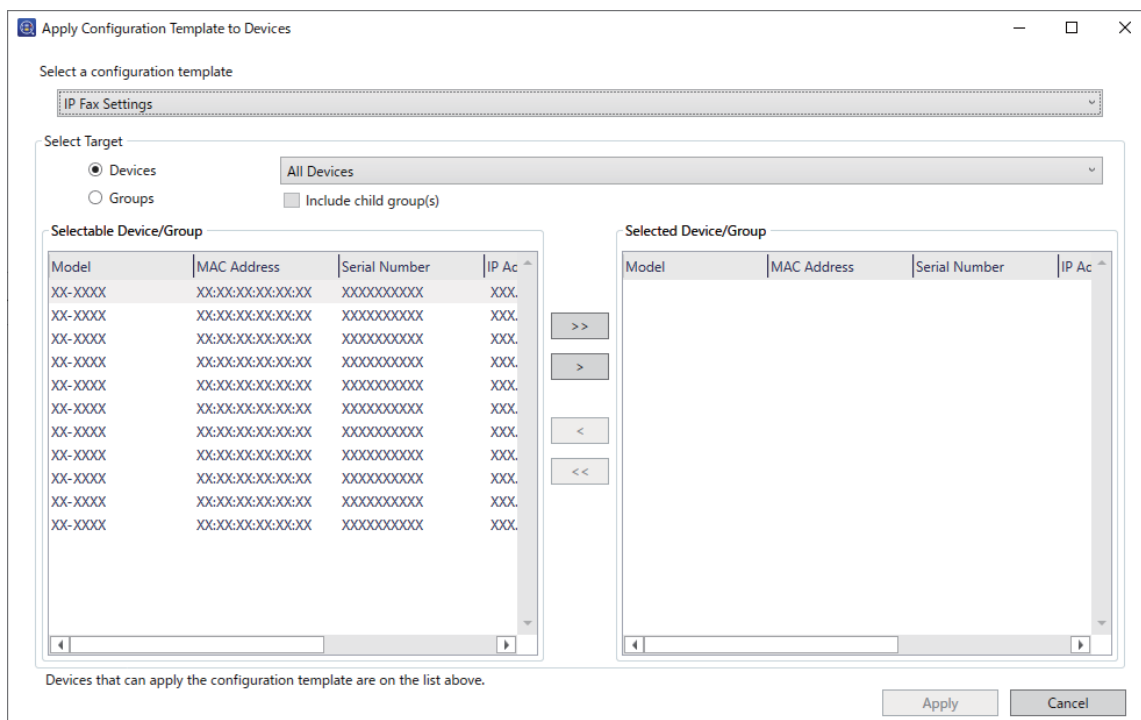 Apply Configuration Template to Devices
Select a configuration template
IP Fax Settings
Select Target
Devices
All Devices
Groups
Include child group(s)
Selectable Device/Group
Selected Device/Group
Model MAC Address Serial Number IP Ac
Model MAC Address Serial Number IP Ac
XX-XXXX XX:XX:XX:XX:XX:XX XXXXXXXXXX XXX.
XX-XXXX XX:XX:XX:XX:XX:XX XXXXXXXXXX XXX.
XX-XXXX XX:XX:XX:XX:XX:XX XXXXXXXXXX XXX.
XX-XXXX XX:XX:XX:XX:XX:XX XXXXXXXXXX XXX.
XX-XXXX XX:XX:XX:XX:XX:XX XXXXXXXXXX XXX.
XX-XXXX XX:XX:XX:XX:XX:XX XXXXXXXXXX XXX.
XX-XXXX XX:XX:XX:XX:XX:XX XXXXXXXXXX XXX.
XX-XXXX XX:XX:XX:XX:XX:XX XXXXXXXXXX XXX.
XX-XXXX XX:XX:XX:XX:XX:XX XXXXXXXXXX XXX.
XX-XXXX XX:XX:XX:XX:XX:XX XXXXXXXXXX XXX.
XX-XXXX XX:XX:XX:XX:XX:XX XXXXXXXXXX XXX.
>>
>
<
<<
Devices that can apply the configuration template are on the list above.
Apply
Cancel